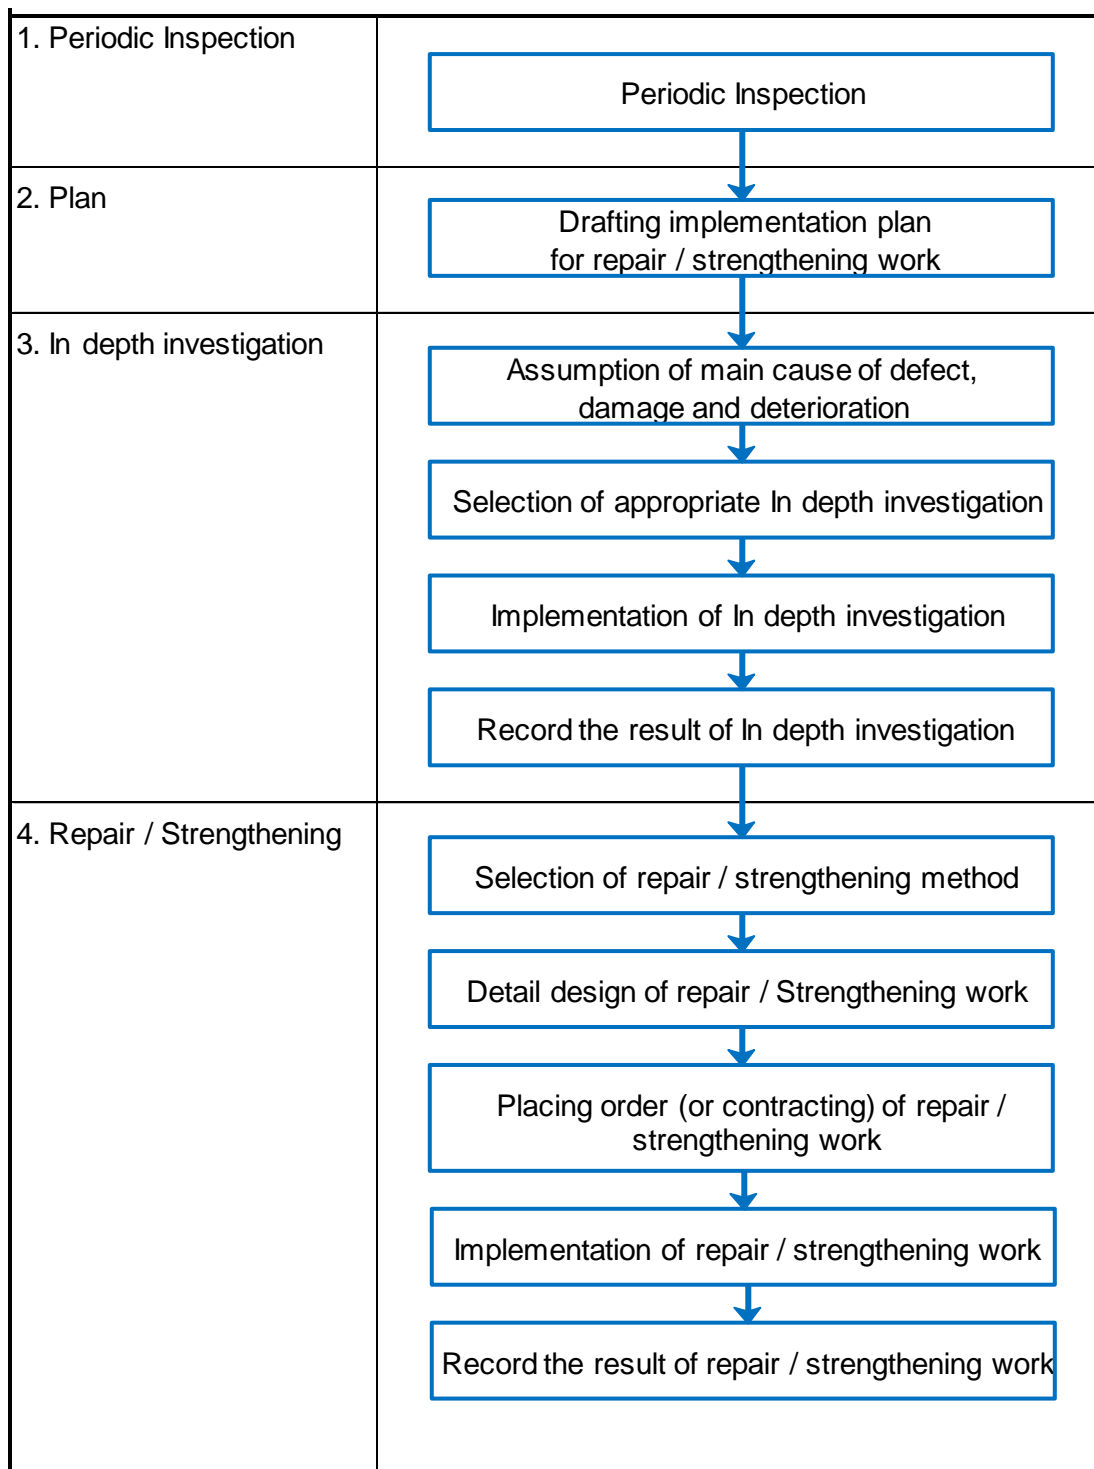 1. Periodic Inspection
Periodic Inspection
2. Plan
Drafting implementation plan
for repair / strengthening work
3. In depth investigation
Assumption of main cause of defect,
damage and deterioration
Selection of appropriate In depth investigation
Implementation of In depth investigation
Record the result of In depth investigation
4. Repair / Strengthening
Selection of repair / strengthening method
Detail design of repair / Strengthening work
Placing order (or contracting) of repair /
strengthening work
Implementation of repair / strengthening work
Record the result of repair / strengthening work